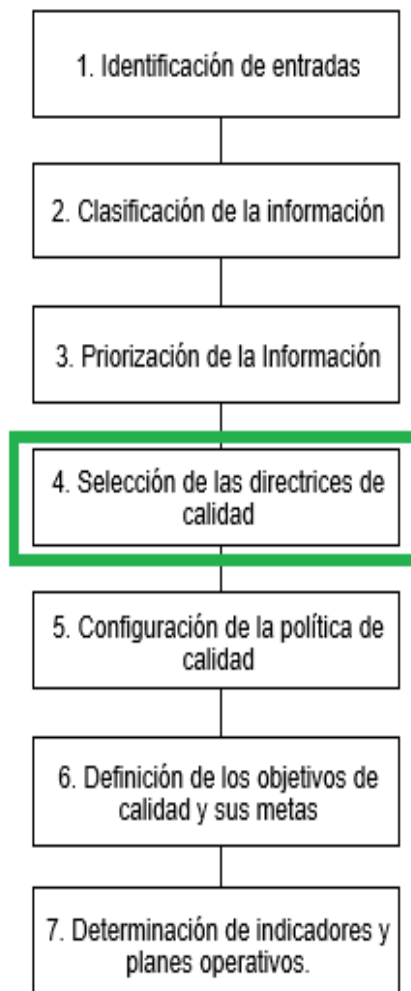 1. Identificación de entradas
2. Clasificación de la información
3. Priorización de la Información
4. Selección de las directrices de
calidad
5. Configuración de la política de
calidad
6. Definición de los objetivos de
calidad y sus metas
7. Determinación de indicadores y
planes operativos.